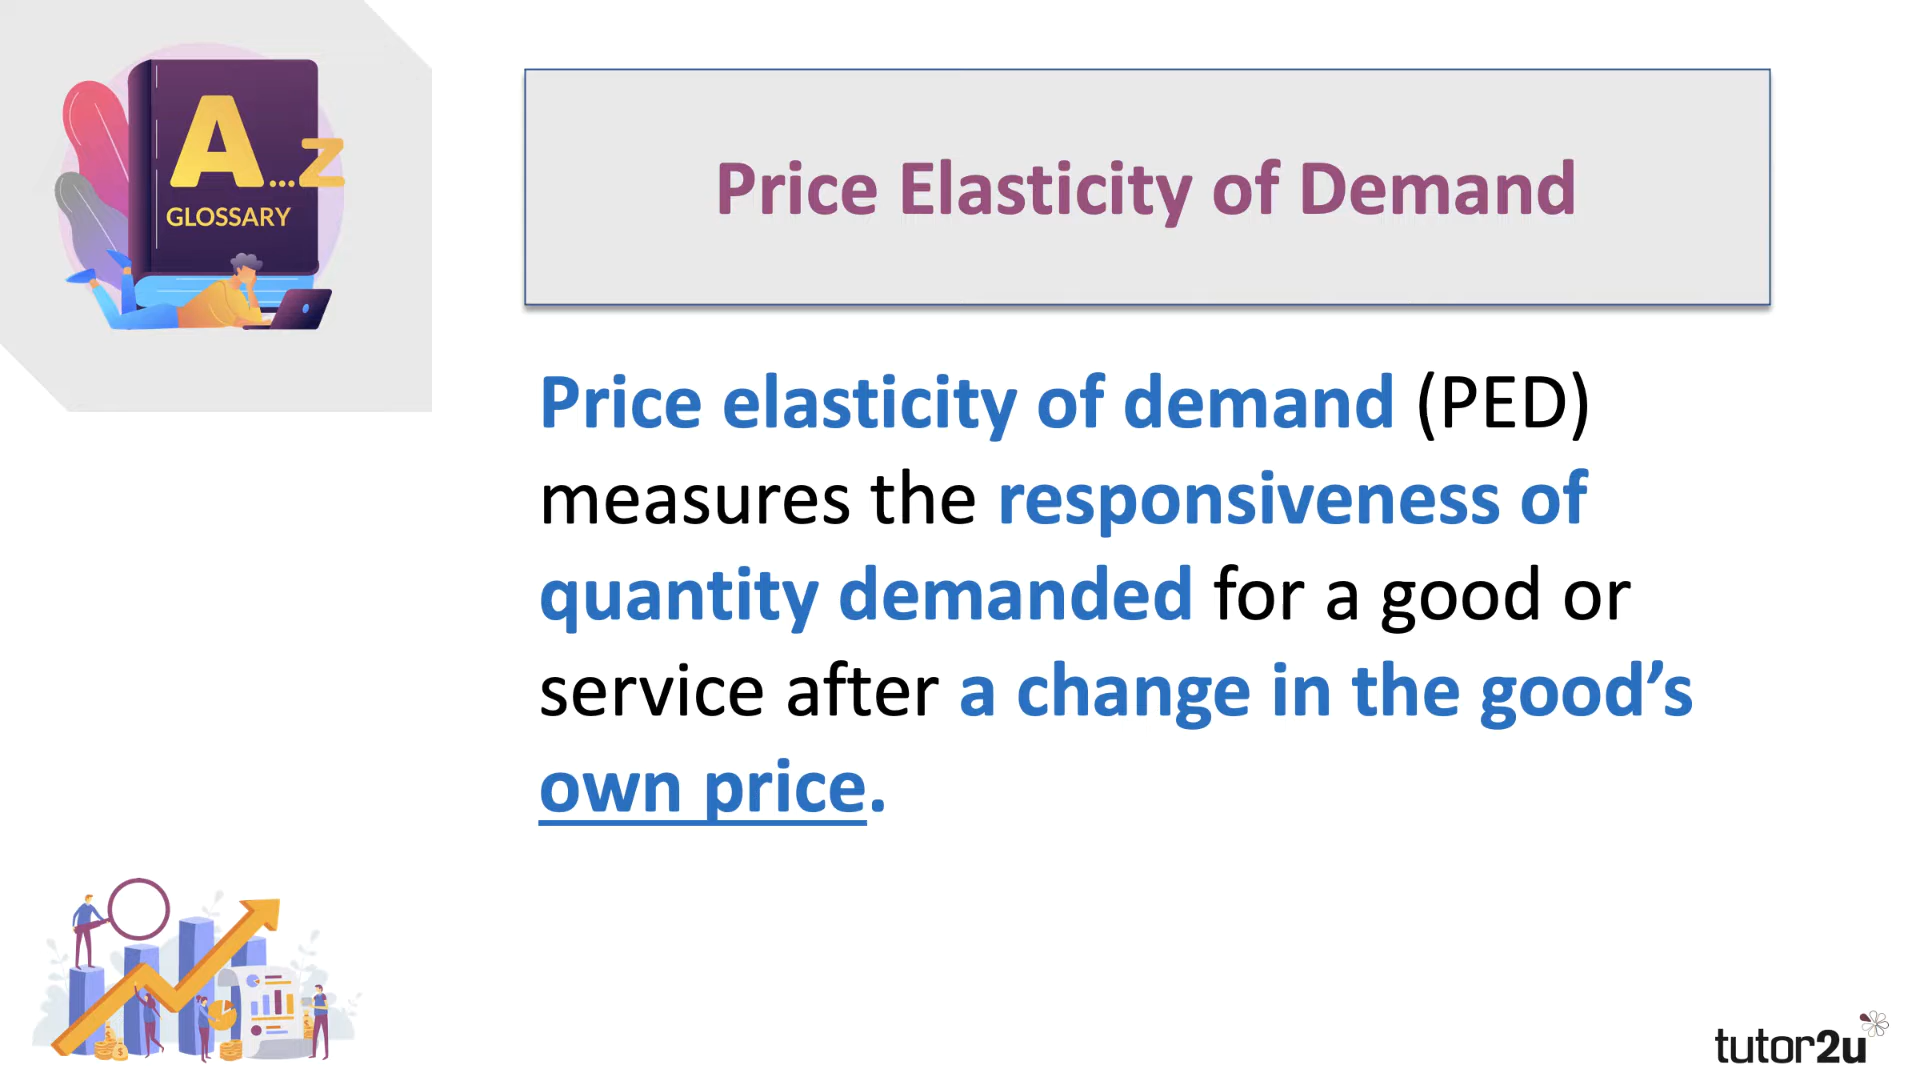 A...Z
GLOSSARY
Price Elasticity of Demand
Price elasticity of demand (PED)
measures the responsiveness of
quantity demanded for a good or
service after a change in the good’s
own price.
tutor2u